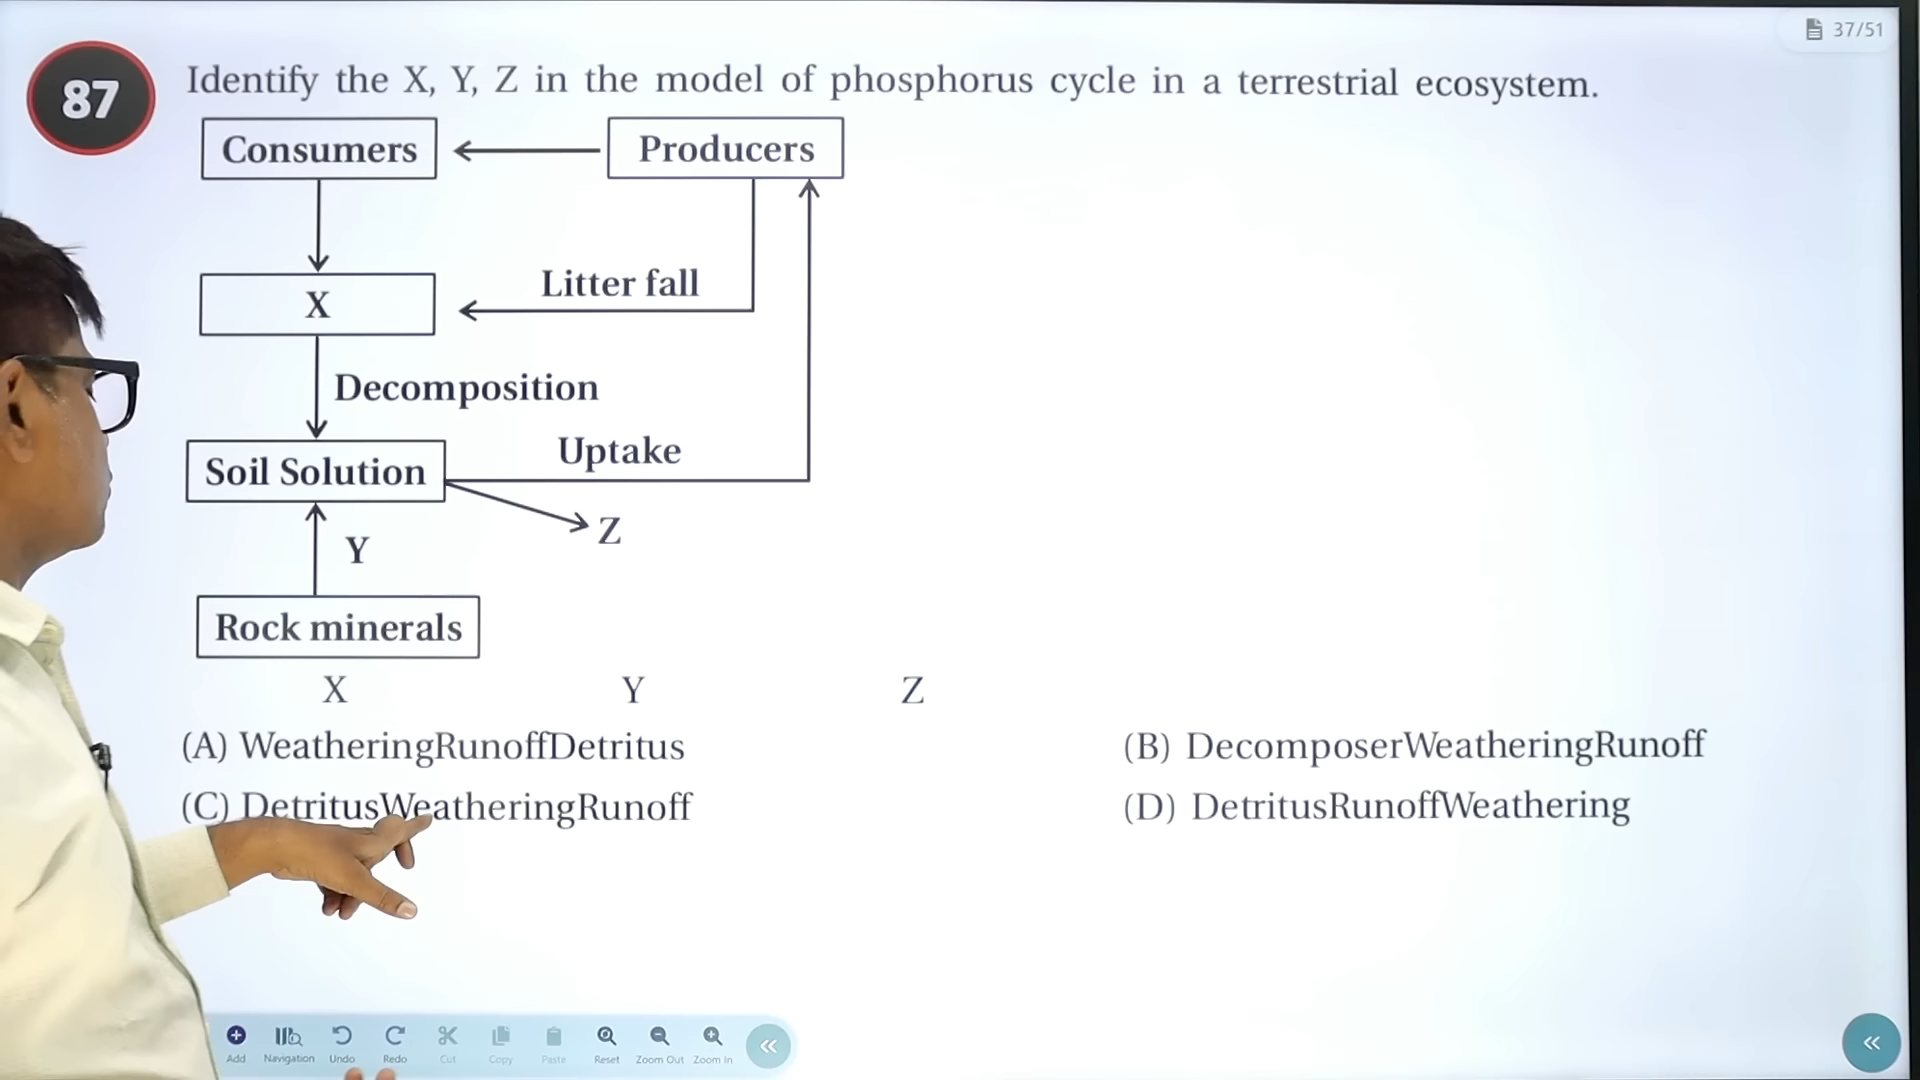 37/51
87
Identify the X, Y, Z in the model of phosphorus cycle in a terrestrial ecosystem.
Consumers
Producers
X
Litter fall
Decomposition
Soil Solution
Uptake
Z
Y
Rock minerals
X Y Z
(A) WeatheringRunoffDetritus
(B) DecomposerWeatheringRunoff
(C) DetritusWeatheringRunoff
(D) DetritusRunoffWeathering
Add Navigation Undo Redo Cut Copy Paste Reset Zoom Out Zoom In